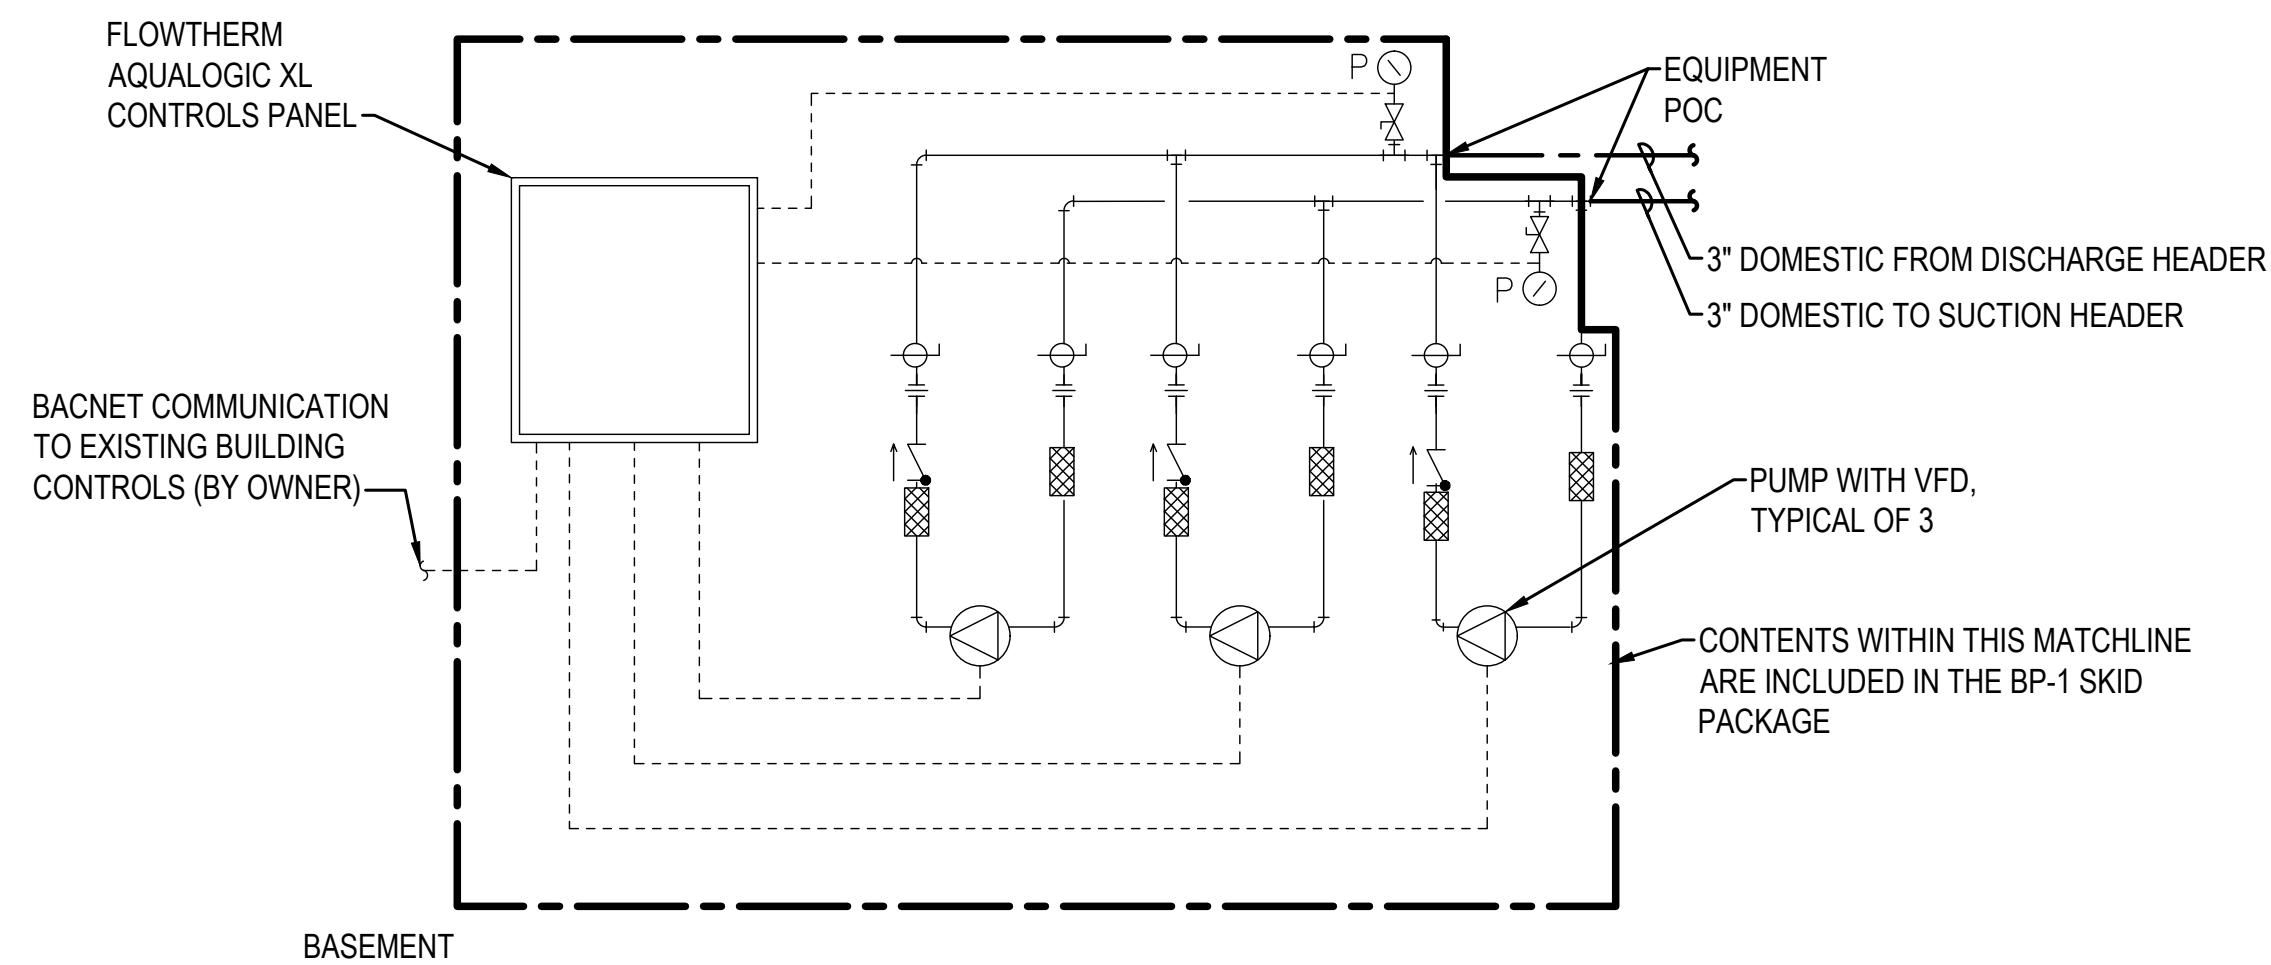 FLOWTHERM
AQUALOGIC XL
CONTROLS PANEL
P
EQUIPMENT
POC
P
3" DOMESTIC FROM DISCHARGE HEADER
3" DOMESTIC TO SUCTION HEADER
BACNET COMMUNICATION
TO EXISTING BUILDING
CONTROLS (BY OWNER)
PUMP WITH VFD,
TYPICAL OF 3
CONTENTS WITHIN THIS MATCHLINE
ARE INCLUDED IN THE BP-1 SKID
PACKAGE
BASEMENT